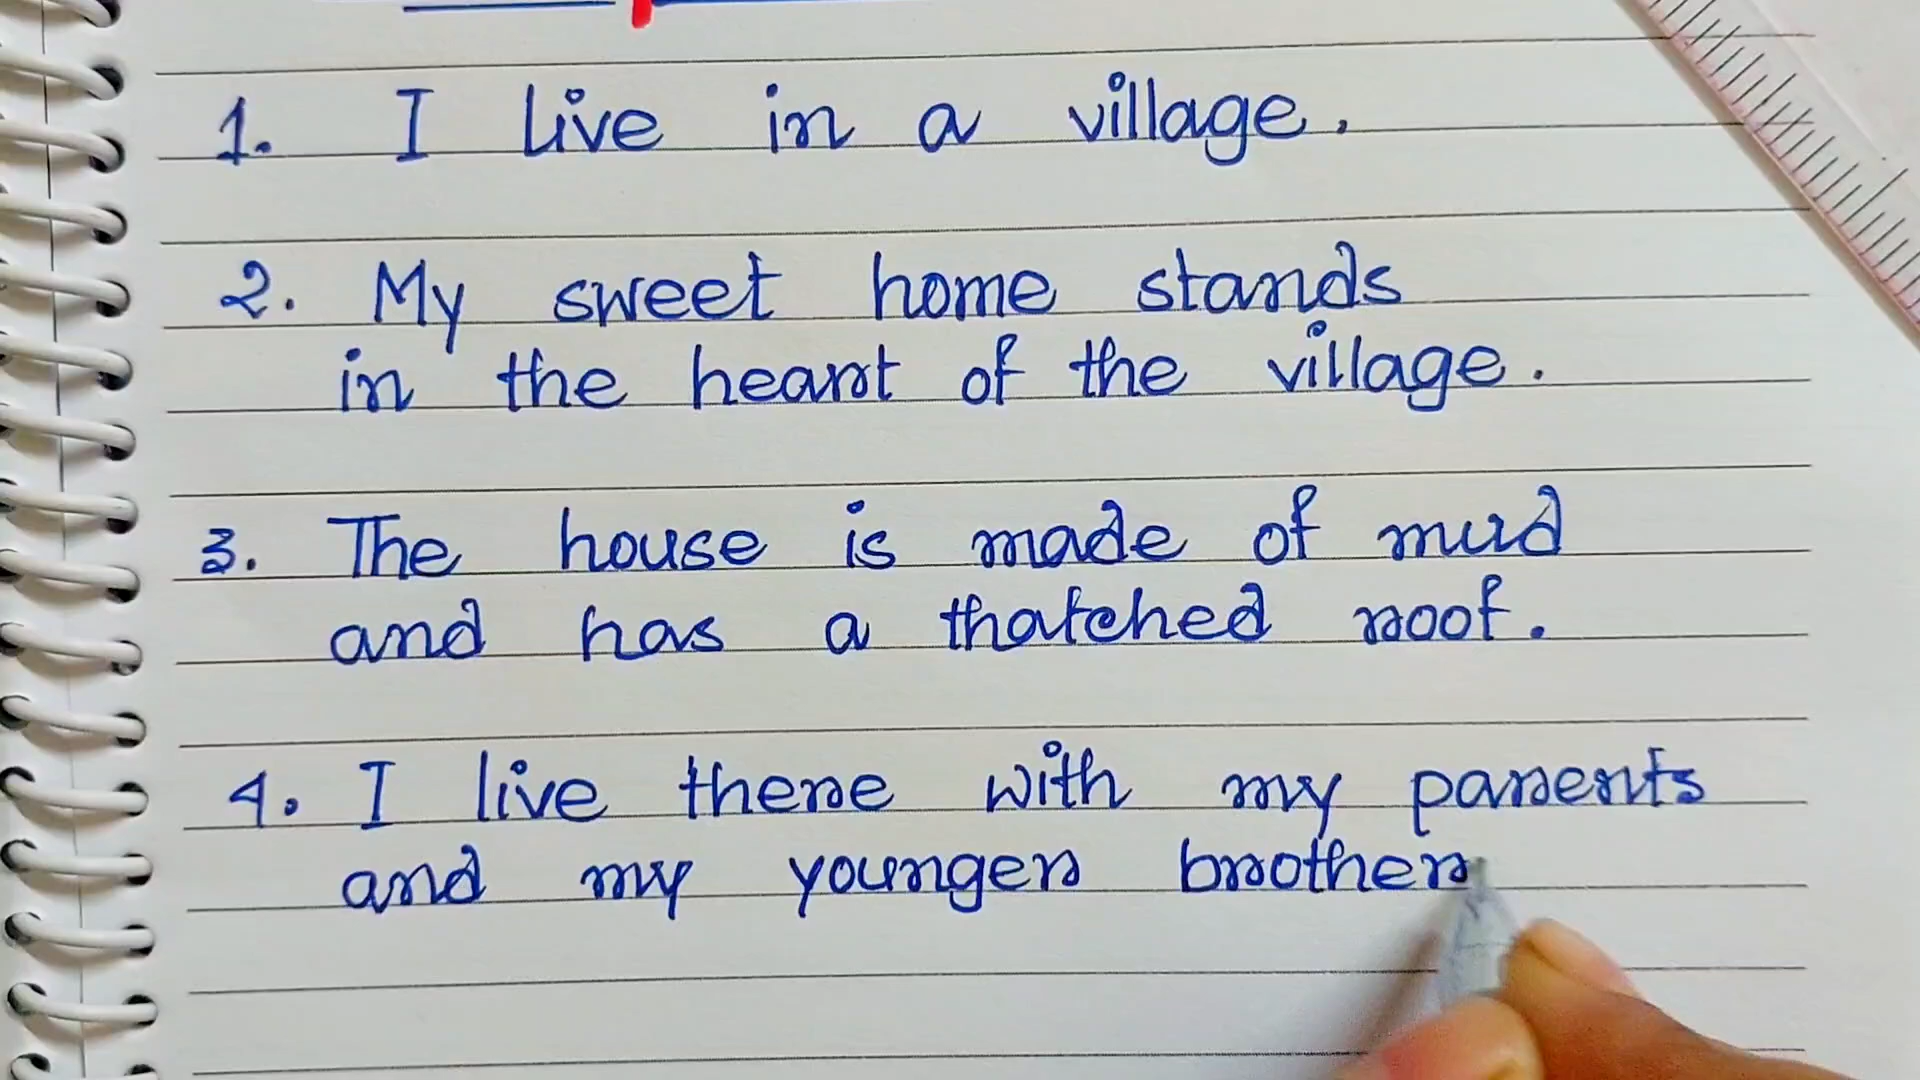 1. I live in a village.
2. My sweet home stands
in the heart of the village.
3. The house is made of mud
and has a thatched roof.
4. I live there with my parents
and my younger brother